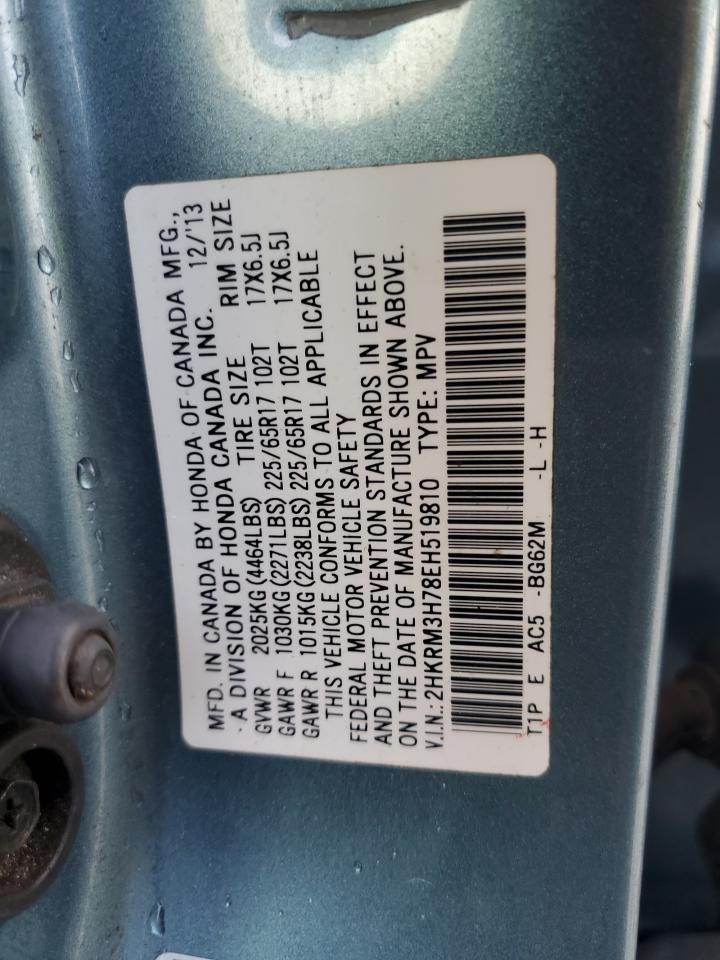 MFD. IN CANADA BY HONDA OF CANADA MFG.,
A DIVISION OF HONDA CANADA INC. 12/'13
GVWR 2025KG (4464LBS) TIRE SIZE RIM SIZE
GAWR F 1030KG (2271LBS) 225/65R17 102T 17X6.5J
GAWR R 1015KG (2238LBS) 225/65R17 102T 17X6.5J
THIS VEHICLE CONFORMS TO ALL APPLICABLE
FEDERAL MOTOR VEHICLE SAFETY
AND THEFT PREVENTION STANDARDS IN EFFECT
ON THE DATE OF MANUFACTURE SHOWN ABOVE.
V.I.N.: 2HKRM3H78EH519810 TYPE: MPV
T1P E AC5 -BG62M -L -H